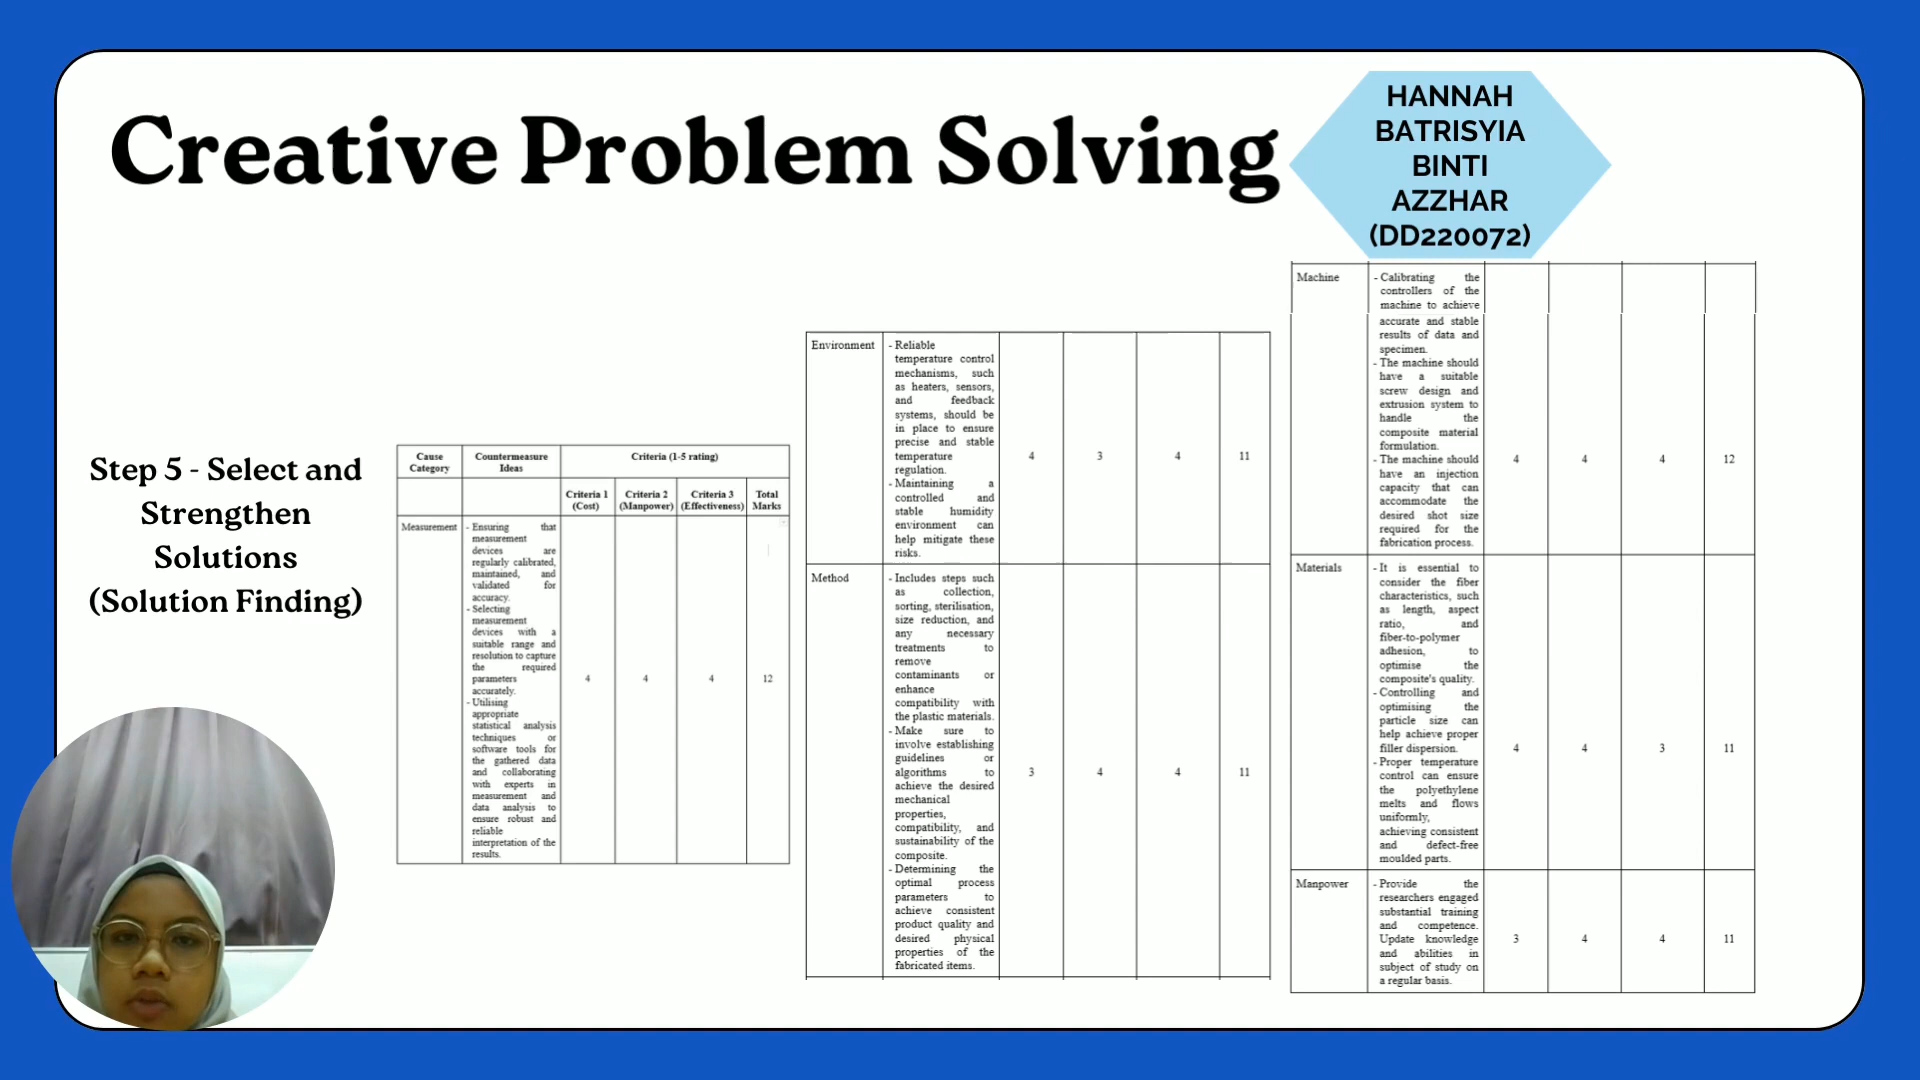 Creative Problem Solving
HANNAH
BATRISYIA
BINTI
AZZHAR
(DD220072)
Step 5 - Select and
Strengthen
Solutions
(Solution Finding)
Cause Category
Countermeasure Ideas
Criteria (1-5 rating)
Criteria 1 (Cost)
Criteria 2 (Manpower)
Criteria 3 (Effectiveness)
Total Marks
Measurement
- Ensuring that
measurement
devices are
regularly calibrated,
maintained, and
validated for
accuracy.
- Selecting
measurement
devices with a
suitable range and
resolution to capture
the required
parameters
accurately.
- Utilising
appropriate
statistical analysis
techniques or
software tools for
the gathered data
and collaborating
with experts in
measurement and
data analysis to
ensure robust and
reliable
interpretation of the
results.
4 4 4 12
Environment
- Reliable
temperature control
mechanisms, such
as heaters, sensors,
and feedback
systems, should be
in place to ensure
precise and stable
temperature
regulation.
- Maintaining a
controlled and
stable humidity
environment can
help mitigate these
risks.
4 3 4 11
Method
- Includes steps such
as collection,
sorting, sterilisation,
size reduction, and
any necessary
treatments to
remove
contaminants or
enhance
compatibility with
the plastic materials.
- Make sure to
involve establishing
guidelines or
algorithms to
achieve the desired
mechanical
properties,
compatibility, and
sustainability of the
composite.
- Determining the
optimal process
parameters to
achieve consistent
product quality and
desired physical
properties of the
fabricated items.
3 4 4 11
Machine
- Calibrating the
controllers of the
machine to achieve
accurate and stable
results of data and
specimen.
- The machine should
have a suitable
screw design and
extrusion system to
handle the
composite material
formulation.
- The machine should
have an injection
capacity that can
accommodate the
desired shot size
required for the
fabrication process.
4 4 4 12
Materials
- It is essential to
consider the fiber
characteristics, such
as length, aspect
ratio, and
fiber-to-polymer
adhesion, to
optimise the
composite's quality.
- Controlling and
optimising the
particle size can
help achieve proper
filler dispersion.
- Proper temperature
control can ensure
the polyethylene
melts and flows
uniformly,
achieving consistent
and defect-free
moulded parts.
4 4 3 11
Manpower
- Provide the
researchers engaged
substantial training
and competence.
Update knowledge
and abilities in
subject of study on
a regular basis.
3 4 4 11